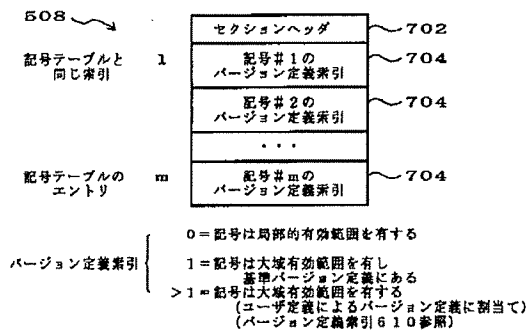 508
セクションヘッダ
702
記号テーブルと
同じ索引
1
記号#1の
バージョン定義索引
704
記号#2の
バージョン定義索引
704
・・・
記号テーブルの
エントリ
m
記号#mの
バージョン定義索引
704
バージョン定義索引
0=記号は局部的有効範囲を有する
1=記号は大域有効範囲を有し
基準バージョン定義にある
>1=記号は大域有効範囲を有する
(ユーザ定義によるバージョン定義に割当て)
(バージョン定義索引610参照)